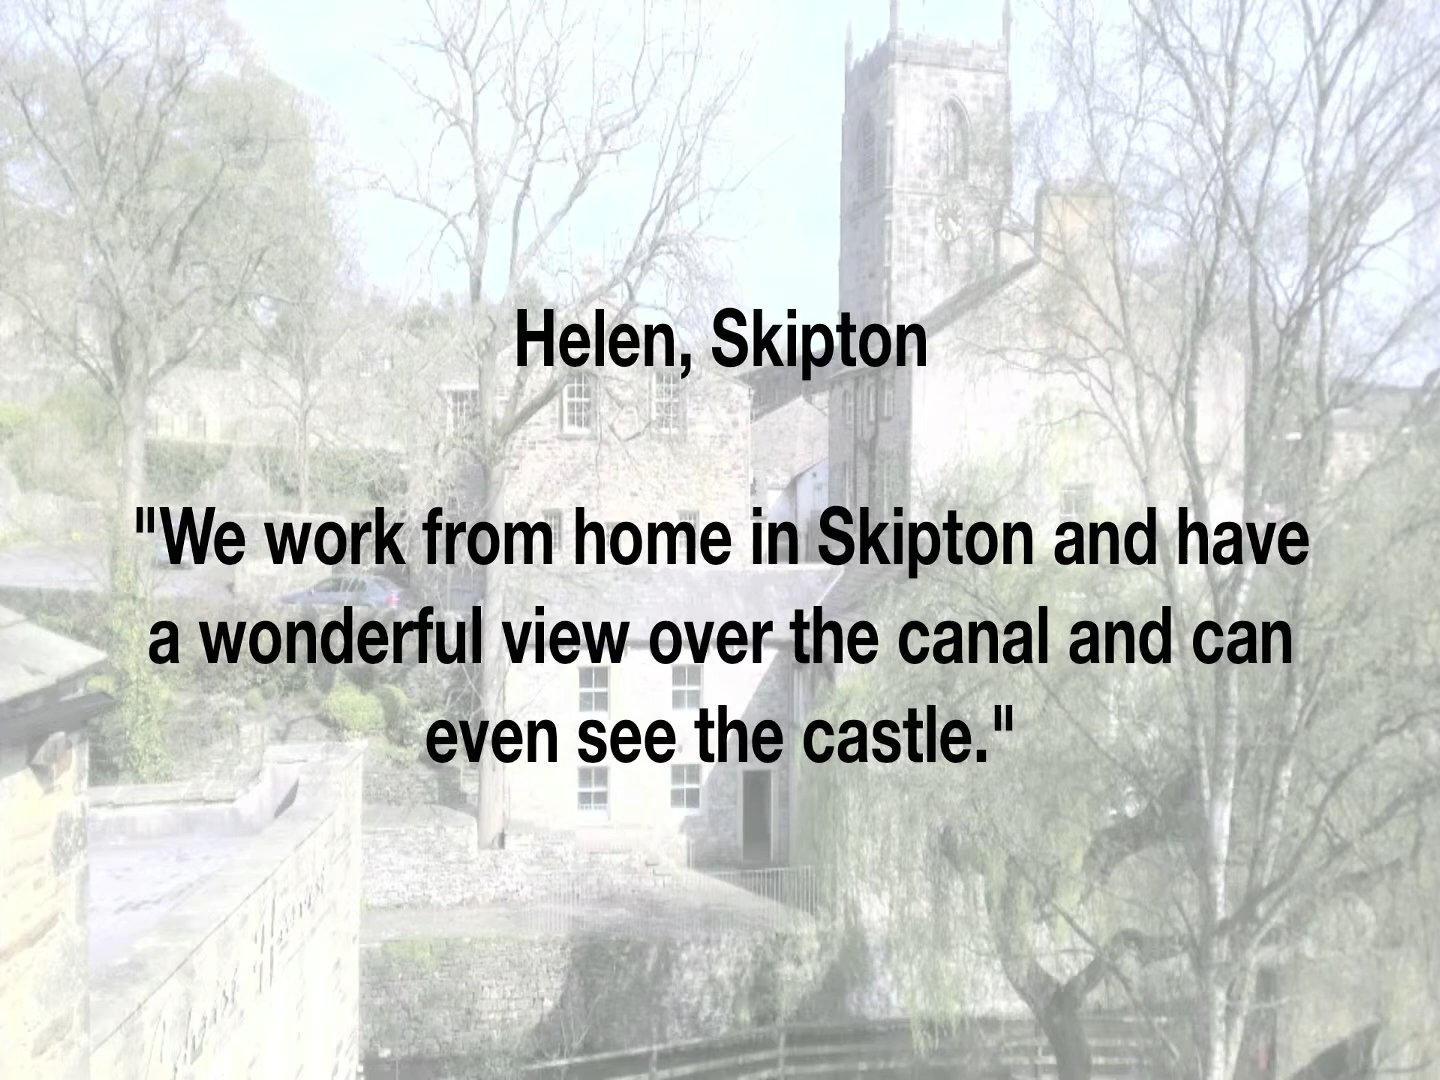 Helen, Skipton
"We work from home in Skipton and have
a wonderful view over the canal and can
even see the castle."